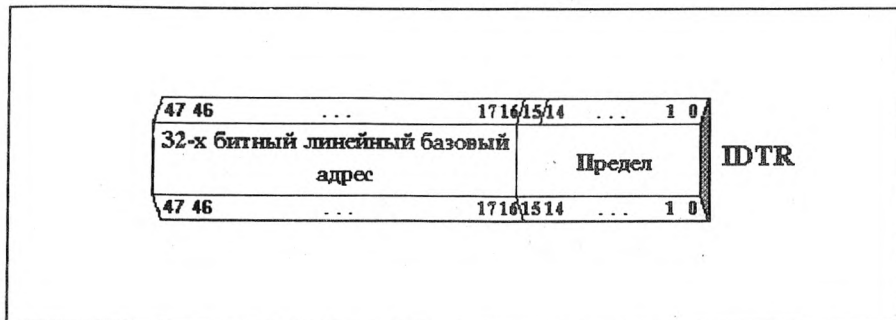 47 46 ... 17 16 15 14 ... 1 0
32-х битный линейный базовый
адрес
Предел
IDTR
47 46 ... 17 16 15 14 ... 1 0